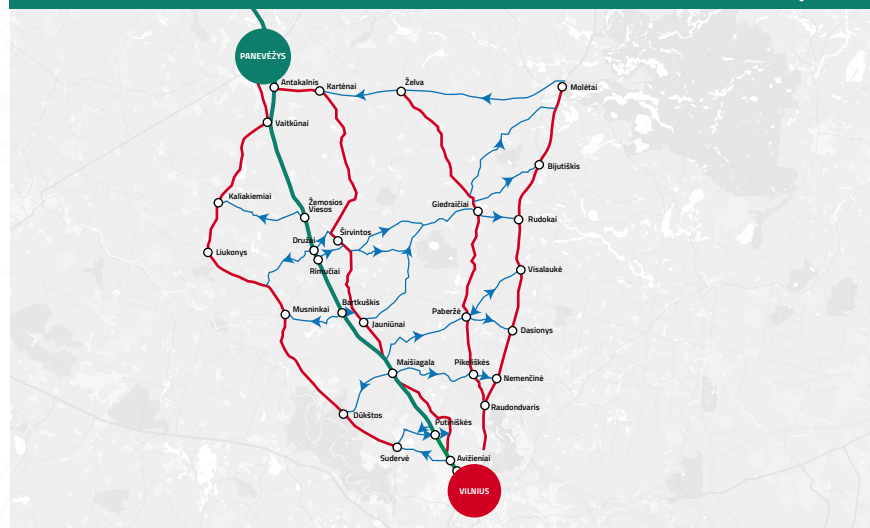 PANEVĖŽYS
Antakalnis
Kartėnai
Želva
Molėtai
Vaitkūnai
Bijutiškis
Kaliakiemiai
Žemosios
Viesos
Giedraičiai
Rudokai
Družai
Širvintos
Liukonys
Rimučiai
Visalaukė
Musninkai
Bartkuškis
Jauniūnai
Paberžė
Dasionys
Maišiagala
Pikeliškės
Nemenčinė
Dūkštos
Raudondvaris
Putiniškės
Sudervė
Avižieniai
VILNIUS